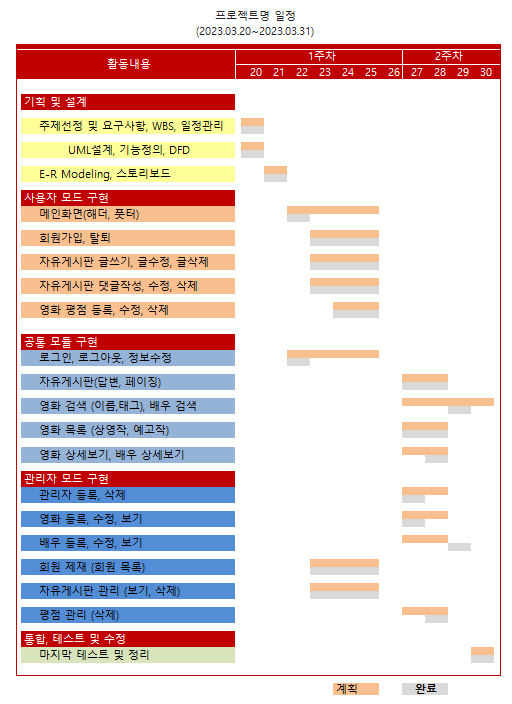 프로젝트명 일정
(2023.03.20~2023.03.31)
활동내용 1주차 2주차
20 21 22 23 24 25 26 27 28 29 30
기획 및 설계
주제선정 및 요구사항, WBS, 일정관리
UML설계, 기능정의, DFD
E-R Modeling, 스토리보드
사용자 모드 구현
메인화면(해더, 풋터)
회원가입, 탈퇴
자유게시판 글쓰기, 글수정, 글삭제
자유게시판 댓글작성, 수정, 삭제
영화 평점 등록, 수정, 삭제
공통 모듈 구현
로그인, 로그아웃, 정보수정
자유게시판(답변, 페이징)
영화 검색 (이름,태그), 배우 검색
영화 목록 (상영작, 예고작)
영화 상세보기, 배우 상세보기
관리자 모드 구현
관리자 등록, 삭제
영화 등록, 수정, 보기
배우 등록, 수정, 보기
회원 제재 (회원 목록)
자유게시판 관리 (보기, 삭제)
평점 관리 (삭제)
통합, 테스트 및 수정
마지막 테스트 및 정리
계획 완료